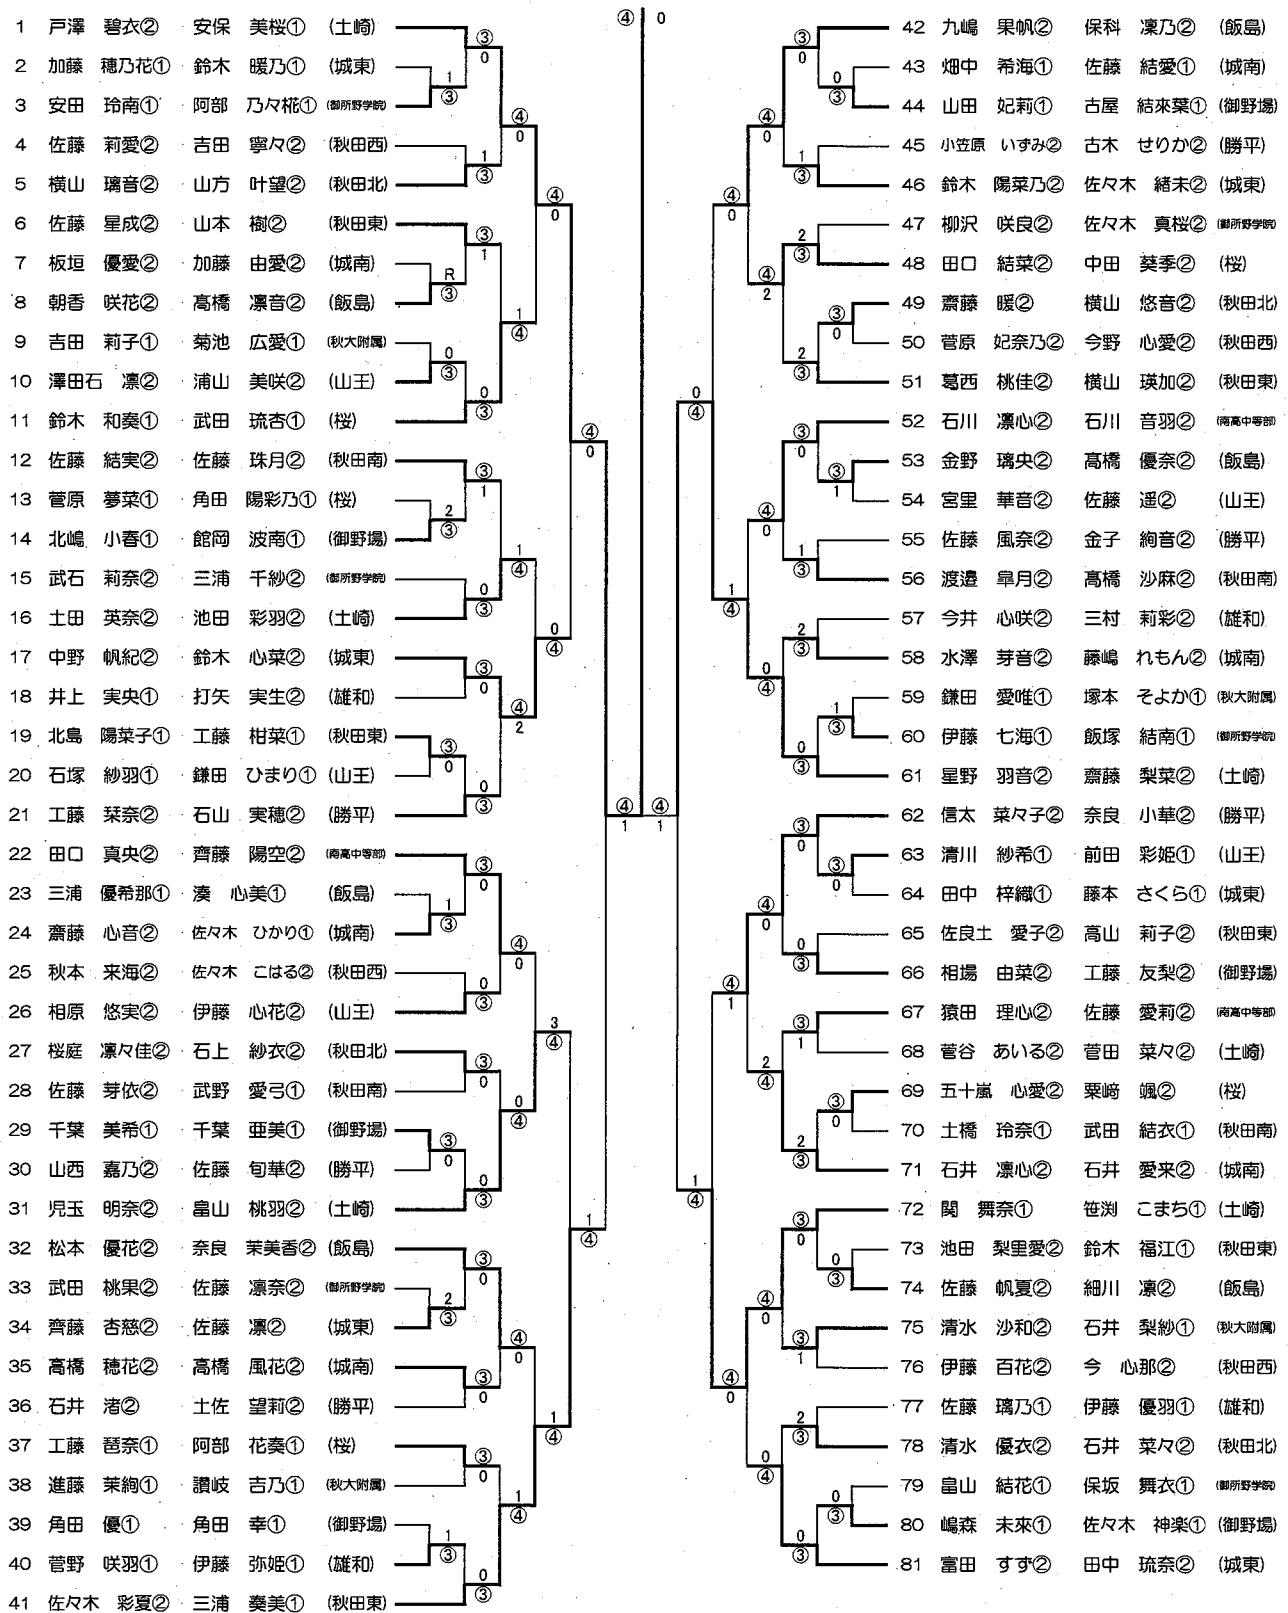 ④ 0
1 戸澤 碧衣② ・ 安保 美桜① (土崎)
2 加藤 穂乃花① ・ 鈴木 暖乃① (城東)
3 安田 玲南① ・ 阿部 乃々椛① (御所野学院)
4 佐藤 莉愛② ・ 吉田 寧々② (秋田西)
5 横山 璃音② ・ 山方 叶望② (秋田北)
6 佐藤 星成② ・ 山本 樹② (秋田東)
7 板垣 優愛② ・ 加藤 由愛② (城南)
8 朝香 咲花② ・ 髙橋 凛音② (飯島)
9 吉田 莉子① ・ 菊池 広愛① (秋大附属)
10 澤田石 凛② ・ 浦山 美咲② (山王)
11 鈴木 和奏① ・ 武田 琉杏① (桜)
12 佐藤 結実② ・ 佐藤 珠月② (秋田南)
13 菅原 夢菜① ・ 角田 陽彩乃① (桜)
14 北嶋 小春① ・ 館岡 波南① (御野場)
15 武石 莉奈② ・ 三浦 千紗② (御所野学院)
16 土田 英奈② ・ 池田 彩羽② (土崎)
17 中野 帆紀② ・ 鈴木 心菜② (城東)
18 井上 実央① ・ 打矢 実生② (雄和)
19 北島 陽菜子① ・ 工藤 柑菜① (秋田東)
20 石塚 紗羽① ・ 鎌田 ひまり① (山王)
21 工藤 栞奈② ・ 石山 実穂② (勝平)
22 田口 真央② ・ 齊藤 陽空② (南高中等部)
23 三浦 優希那① ・ 湊 心美① (飯島)
24 齋藤 心音② ・ 佐々木 ひかり① (城南)
25 秋本 来海② ・ 佐々木 こはる② (秋田西)
26 相原 悠実② ・ 伊藤 心花② (山王)
27 桜庭 凛々佳② ・ 石上 紗衣② (秋田北)
28 佐藤 芽依② ・ 武野 愛弓① (秋田南)
29 千葉 美希① ・ 千葉 亜美① (御野場)
30 山西 嘉乃② ・ 佐藤 旬華② (勝平)
31 児玉 明奈② ・ 畠山 桃羽② (土崎)
32 松本 優花② ・ 奈良 茉美香② (飯島)
33 武田 桃果② ・ 佐藤 凛奈② (御所野学院)
34 齊藤 杏慈② ・ 佐藤 凛② (城東)
35 高橋 穂花② ・ 高橋 風花② (城南)
36 石井 渚② ・ 土佐 望莉② (勝平)
37 工藤 琶奈① ・ 阿部 花奏① (桜)
38 進藤 茉絢① ・ 讃岐 吉乃① (秋大附属)
39 角田 優① ・ 角田 幸① (御野場)
40 菅野 咲羽① ・ 伊藤 弥姫① (雄和)
41 佐々木 彩夏② ・ 三浦 奏美① (秋田東)
42 九嶋 果帆② 保科 凜乃② (飯島)
43 畑中 希海① 佐藤 結愛① (城南)
44 山田 妃莉① 古屋 結來葉① (御野場)
45 小笠原 いずみ② 古木 せりか② (勝平)
46 鈴木 陽菜乃② 佐々木 緒未② (城東)
47 柳沢 咲良② 佐々木 真桜② (御所野学院)
48 田口 結菜② 中田 葵季② (桜)
49 齋藤 暖② 横山 悠音② (秋田北)
50 菅原 妃奈乃② 今野 心愛② (秋田西)
51 葛西 桃佳② 横山 瑛加② (秋田東)
52 石川 凛心② 石川 音羽② (南高中等部)
53 金野 璃央② 髙橋 優奈② (飯島)
54 宮里 華音② 佐藤 遥② (山王)
55 佐藤 風奈② 金子 絢音② (勝平)
56 渡邉 皐月② 髙橋 沙麻② (秋田南)
57 今井 心咲② 三村 莉彩② (雄和)
58 水澤 芽音② 藤嶋 れもん② (城南)
59 鎌田 愛唯① 塚本 そよか① (秋大附属)
60 伊藤 七海① 飯塚 結南① (御所野学院)
61 星野 羽音② 齋藤 梨菜② (土崎)
62 信太 菜々子② 奈良 小華② (勝平)
63 清川 紗希① 前田 彩姫① (山王)
64 田中 梓織① 藤本 さくら① (城東)
65 佐良土 愛子② 高山 莉子② (秋田東)
66 相場 由菜② 工藤 友梨② (御野場)
67 猿田 理心② 佐藤 愛莉② (南高中等部)
68 菅谷 あいる② 菅田 菜々② (土崎)
69 五十嵐 心愛② 粟﨑 颯② (桜)
70 土橋 玲奈① 武田 結衣① (秋田南)
71 石井 凛心② 石井 愛来② (城南)
72 関 舞奈① 笹渕 こまち① (土崎)
73 池田 梨里愛② 鈴木 福江① (秋田東)
74 佐藤 帆夏② 細川 凛② (飯島)
75 清水 沙和② 石井 梨紗① (秋大附属)
76 伊藤 百花② 今 心那② (秋田西)
77 佐藤 璃乃① 伊藤 優羽① (雄和)
78 清水 優衣② 石井 菜々② (秋田北)
79 畠山 結花① 保坂 舞衣① (御所野学院)
80 嶋森 未來① 佐々木 神楽① (御野場)
81 富田 すず② 田中 琉奈② (城東)